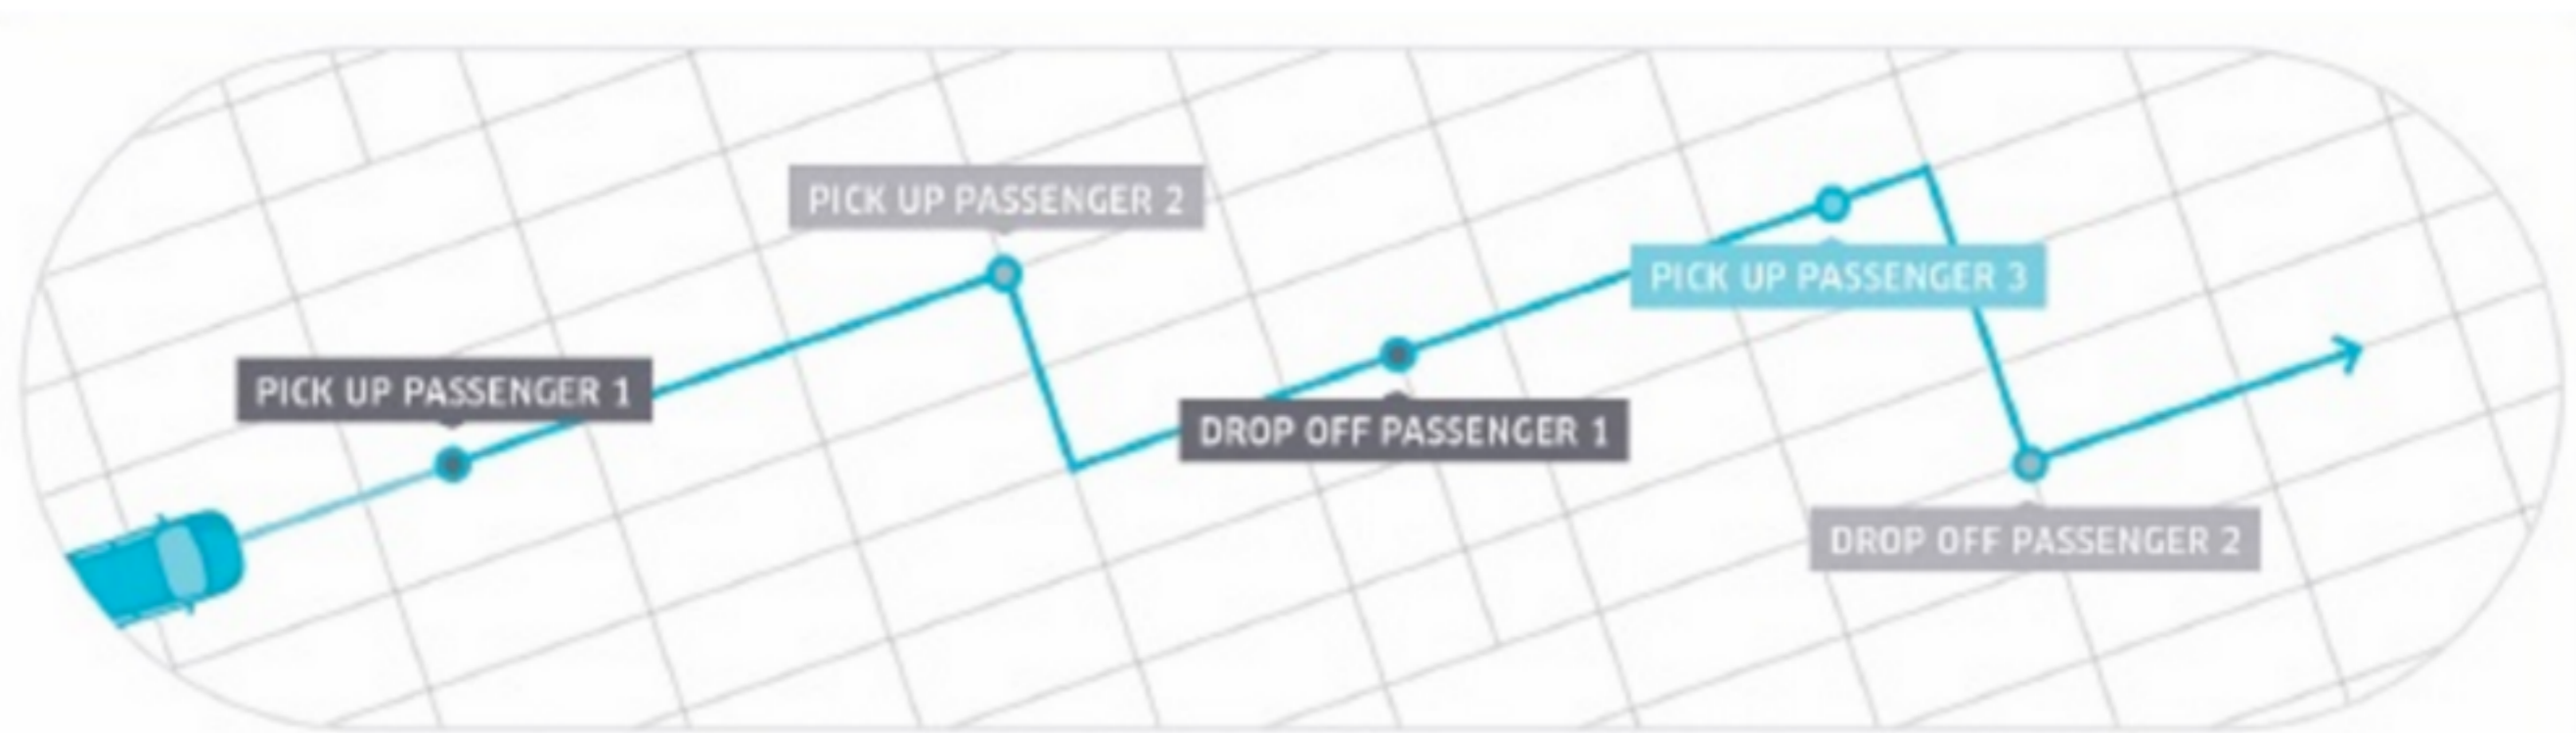 PICK UP PASSENGER 1
PICK UP PASSENGER 2
DROP OFF PASSENGER 1
PICK UP PASSENGER 3
DROP OFF PASSENGER 2